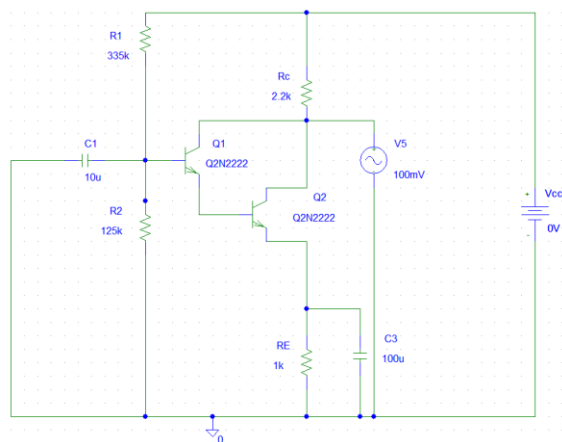 R1
335k
Rc
2.2k
C1
10u
Q1
Q2N2222
V5
100mV
R2
125k
Q2
Q2N2222
Vcc
+
0V
-
RE
1k
C3
100u
0